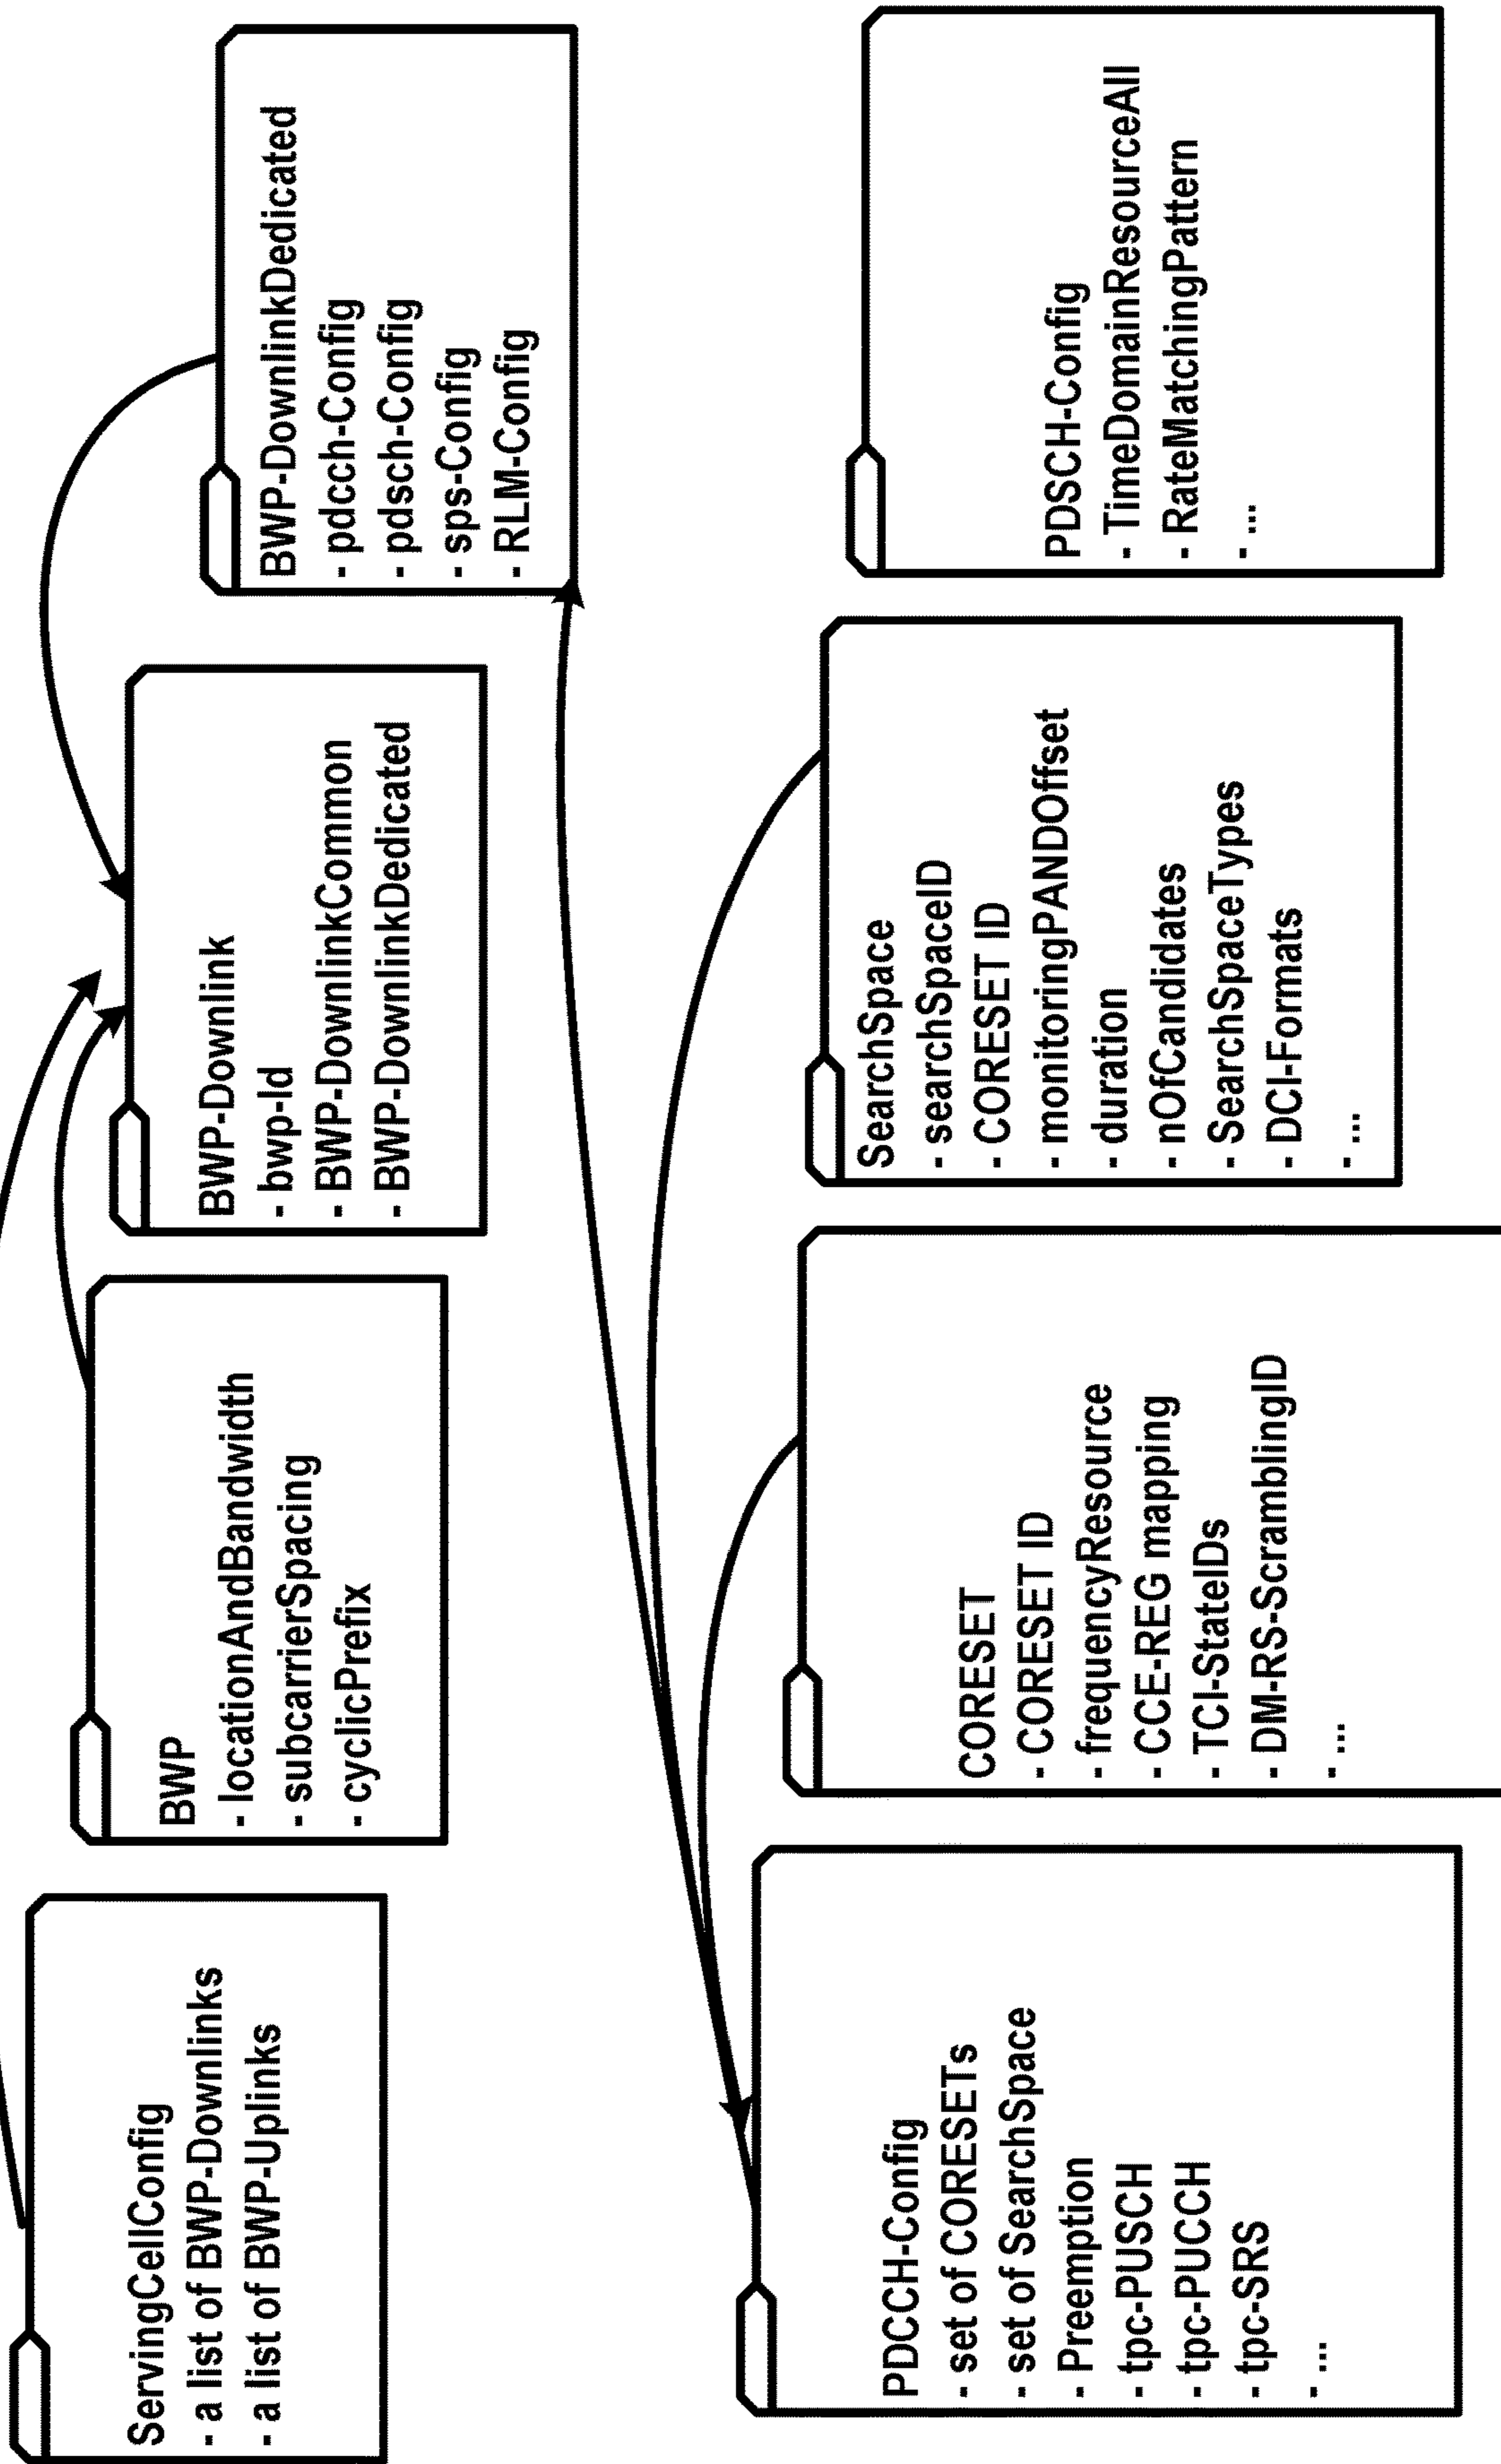 ServingCellConfig
- a list of BWP-Downlinks
- a list of BWP-Uplinks
BWP
- locationAndBandwidth
- subcarrierSpacing
- cyclicPrefix
BWP-Downlink
- bwp-Id
- BWP-DownlinkCommon
- BWP-DownlinkDedicated
BWP-DownlinkDedicated
- pdcch-Config
- pdsch-Config
- sps-Config
- RLM-Config
PDCCH-Config
- set of CORESETs
- set of SearchSpace
- Preemption
- tpc-PUSCH
- tpc-PUCCH
- tpc-SRS
- ...
CORESET
- CORESET ID
- frequencyResource
- CCE-REG mapping
- TCI-StateIDs
- DM-RS-ScramblingID
- ...
SearchSpace
- searchSpaceID
- CORESET ID
- monitoringPANDOffset
- duration
- nOfCandidates
- SearchSpaceTypes
- DCI-Formats
- ...
PDSCH-Config
- TimeDomainResourceAll
- RateMatchingPattern
- ...